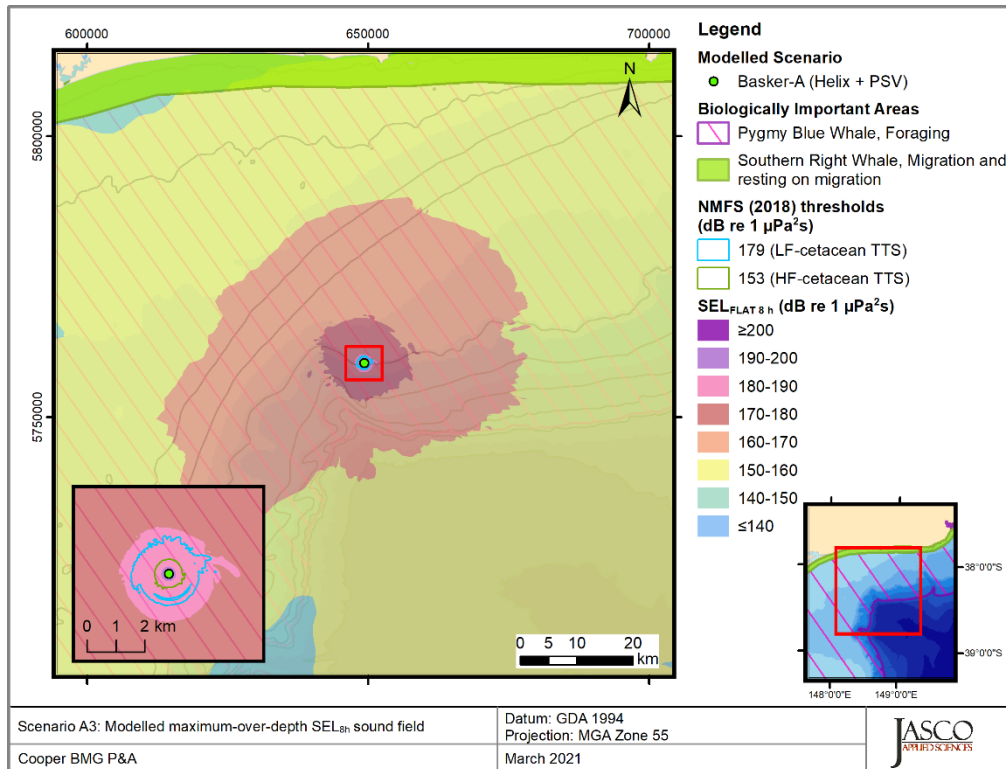 600000
650000
700000
5800000
5750000
N
0 1 2 km
0 5 10 20
km
Legend
Modelled Scenario
Basker-A (Helix + PSV)
Biologically Important Areas
Pygmy Blue Whale, Foraging
Southern Right Whale, Migration and
resting on migration
NMFS (2018) thresholds
(dB re 1 µPa²s)
179 (LF-cetacean TTS)
153 (HF-cetacean TTS)
SEL FLAT 8 h (dB re 1 µPa²s)
≥200
190-200
180-190
170-180
160-170
150-160
140-150
≤140
38°0'0"S
39°0'0"S
148°0'0"E 149°0'0"E
Scenario A3: Modelled maximum-over-depth SEL8h sound field
Datum: GDA 1994
Projection: MGA Zone 55
Cooper BMG P&A
March 2021
JASCO
APPLIED SCIENCES